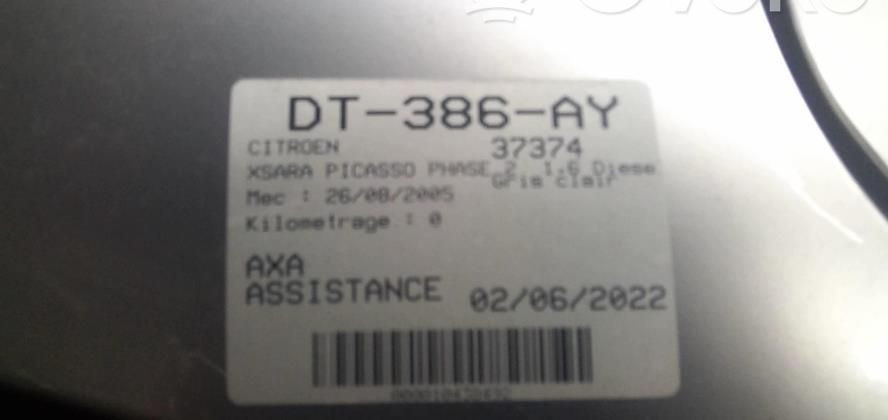 DT-386-AY
CITROEN 37374
XSARA PICASSO PHASE 2 1.6 Diesel
Gris clair
Mec : 26/08/2005
Kilometrage : 0
AXA
ASSISTANCE 02/06/2022